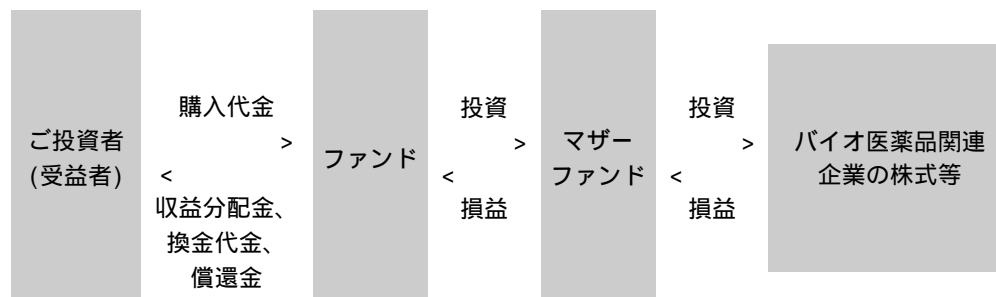 ご投資者
(受益者)
購入代金
>
<
収益分配金、
換金代金、
償還金
ファンド
投資
>
<
損益
マザー
ファンド
投資
>
<
損益
バイオ医薬品関連
企業の株式等